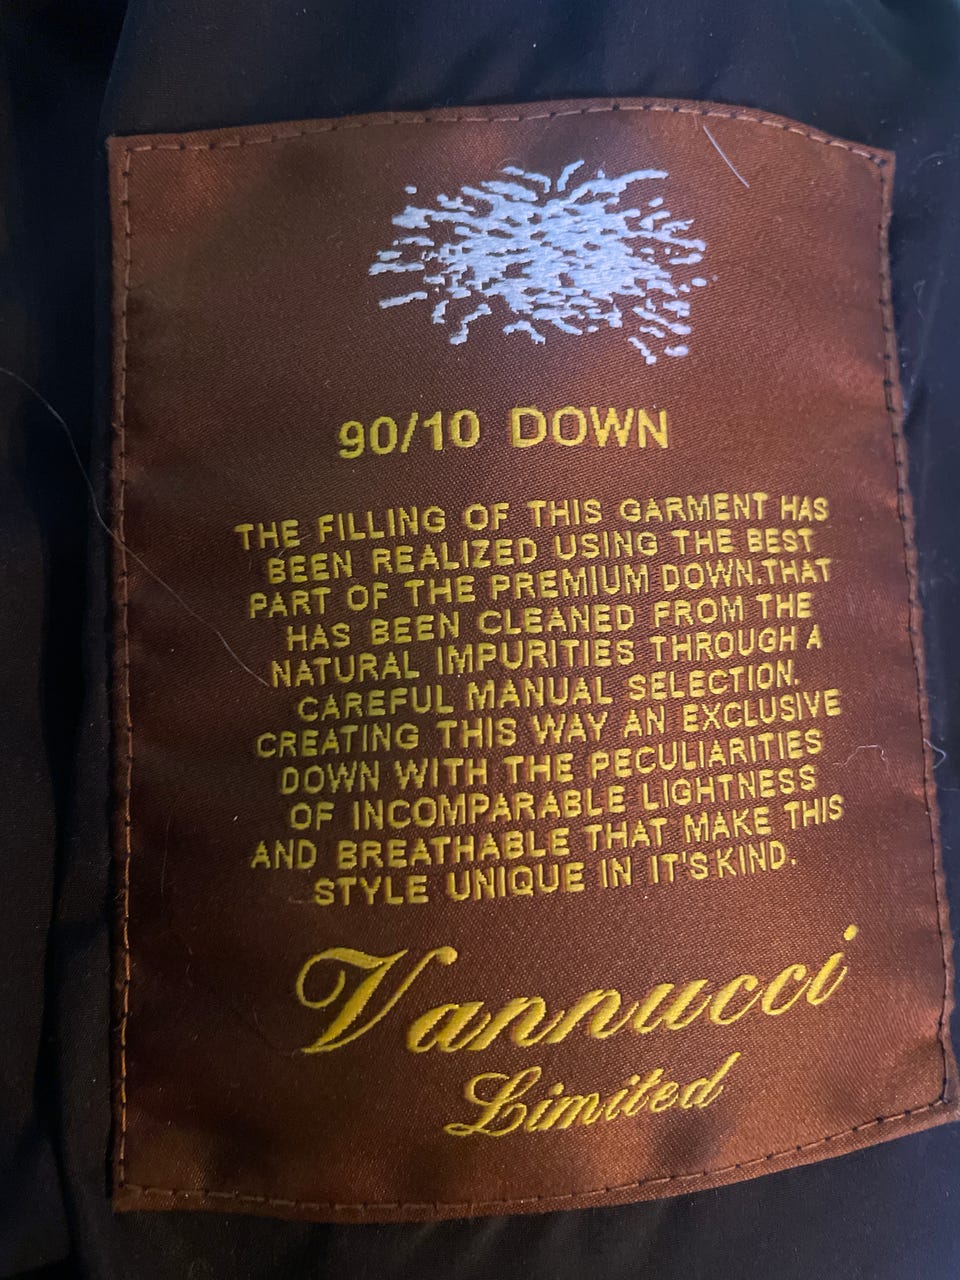 90/10 DOWN
THE FILLING OF THIS GARMENT HAS
BEEN REALIZED USING THE BEST
PART OF THE PREMIUM DOWN.THAT
HAS BEEN CLEANED FROM THE
NATURAL IMPURITIES THROUGH A
CAREFUL MANUAL SELECTION.
CREATING THIS WAY AN EXCLUSIVE
DOWN WITH THE PECULIARITIES
OF INCOMPARABLE LIGHTNESS
AND BREATHABLE THAT MAKE THIS
STYLE UNIQUE IN IT'S KIND.
Vannucci
Limited